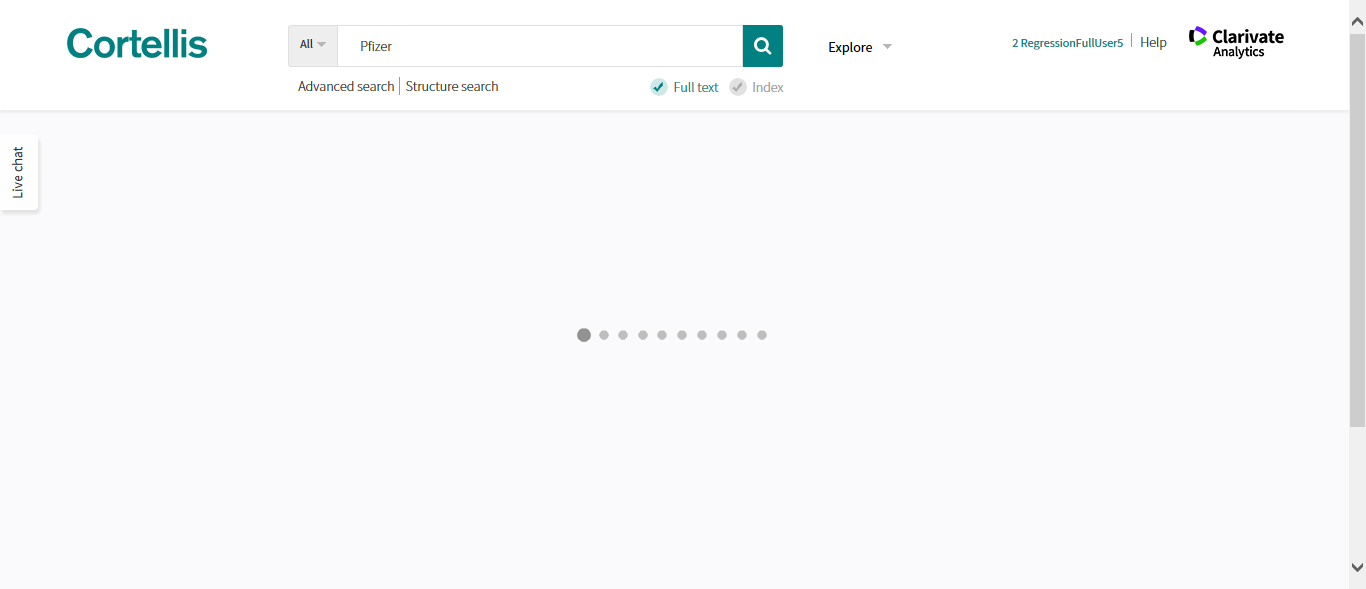 Cortellis
All
Pfizer
Explore
2 RegressionFullUser5
Help
Clarivate
Analytics
Advanced search
Structure search
Full text
Index
Live chat